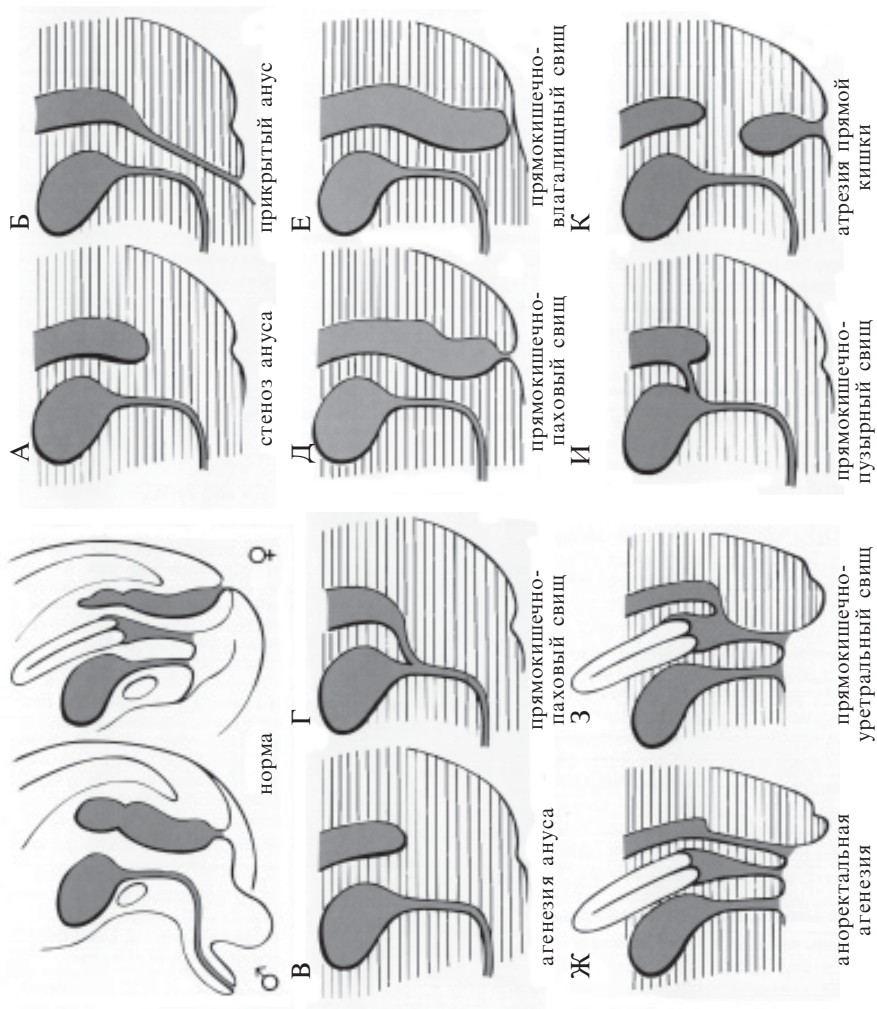 А
Б
♂
норма
♀
стеноз ануса
прикрытый анус
В
Г
Д
Е
агенезия ануса
прямокишечно-
паховый свищ
прямокишечно-
паховый свищ
прямокишечно-
влагалищный свищ
Ж
З
И
К
аноректальная
агенезия
прямокишечно-
уретральный свищ
прямокишечно-
пузырный свищ
атрезия прямой
кишки